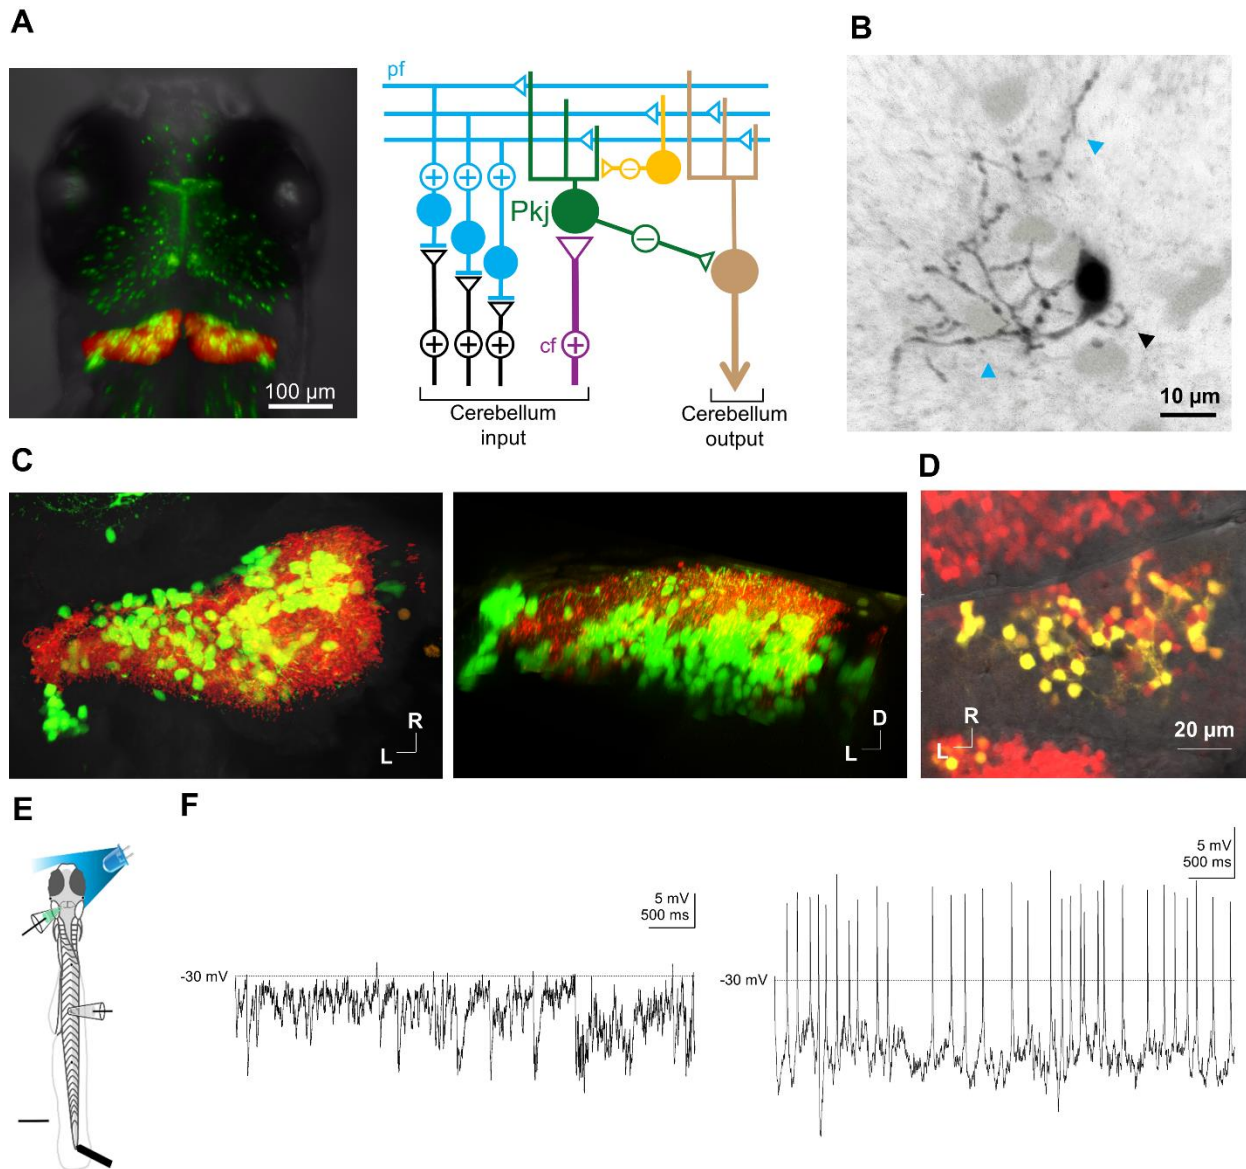 A
pf
+
+
+
−
Pkj
−
+
+
+
cf
+
100 µm
Cerebellum
input
Cerebellum
output
B
10 µm
C
R
L
D
L
D
R
L
20 µm
E
F
-30 mV
5 mV
500 ms
-30 mV
5 mV
500 ms